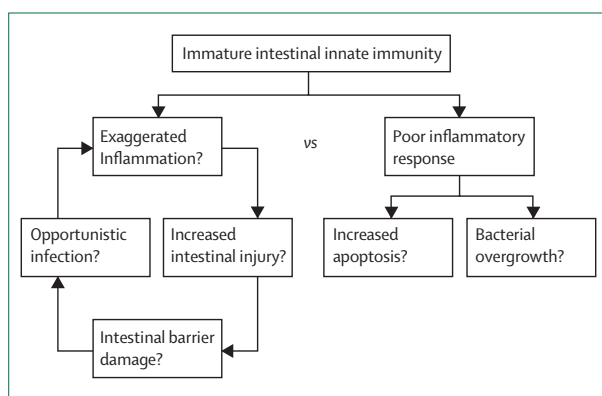 Immature intestinal innate immunity
Exaggerated
Inflammation?
vs
Poor inflammatory
response
Opportunistic
infection?
Increased
intestinal injury?
Increased
apoptosis?
Bacterial
overgrowth?
Intestinal barrier
damage?